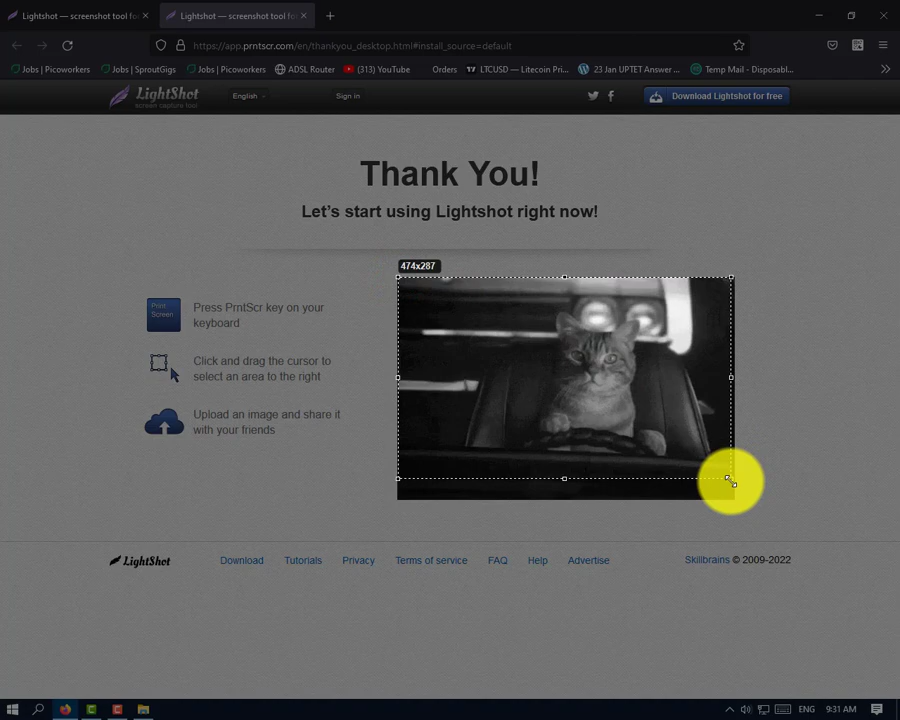 Lightshot — screenshot tool fo
Lightshot — screenshot tool fo
https://app.prntscr.com/en/thankyou_desktop.html#install_source=default
Jobs | Picoworkers
Jobs | SproutGigs
Jobs | Picoworkers
ADSL Router
(313) YouTube
Orders
LTCUSD — Litecoin Pri...
23 Jan UPTET Answer ...
Temp Mail - Disposabl...
LightShot
screen capture tool
English
Sign in
Download Lightshot for free
Thank You!
Let's start using Lightshot right now!
474x287
Print
Screen
Press PrntScr key on your
keyboard
Click and drag the cursor to
select an area to the right
Upload an image and share it
with your friends
LightShot
Download
Tutorials
Privacy
Terms of service
FAQ
Help
Advertise
Skillbrains © 2009-2022
ENG
9:31 AM